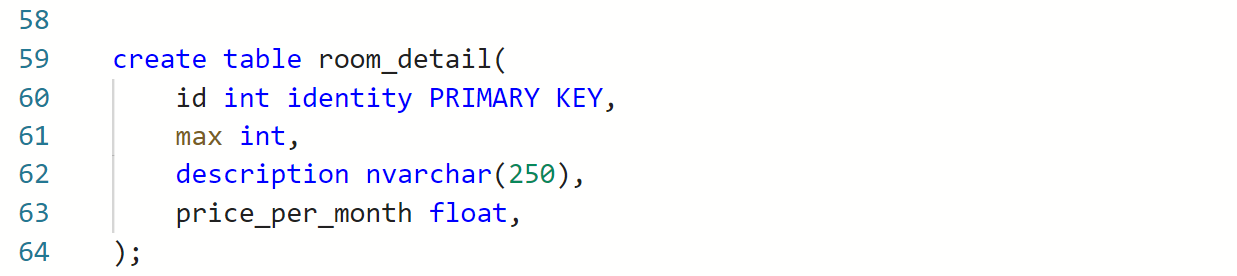 58
59 create table room_detail(
60 id int identity PRIMARY KEY,
61 max int,
62 description nvarchar(250),
63 price_per_month float,
64 );